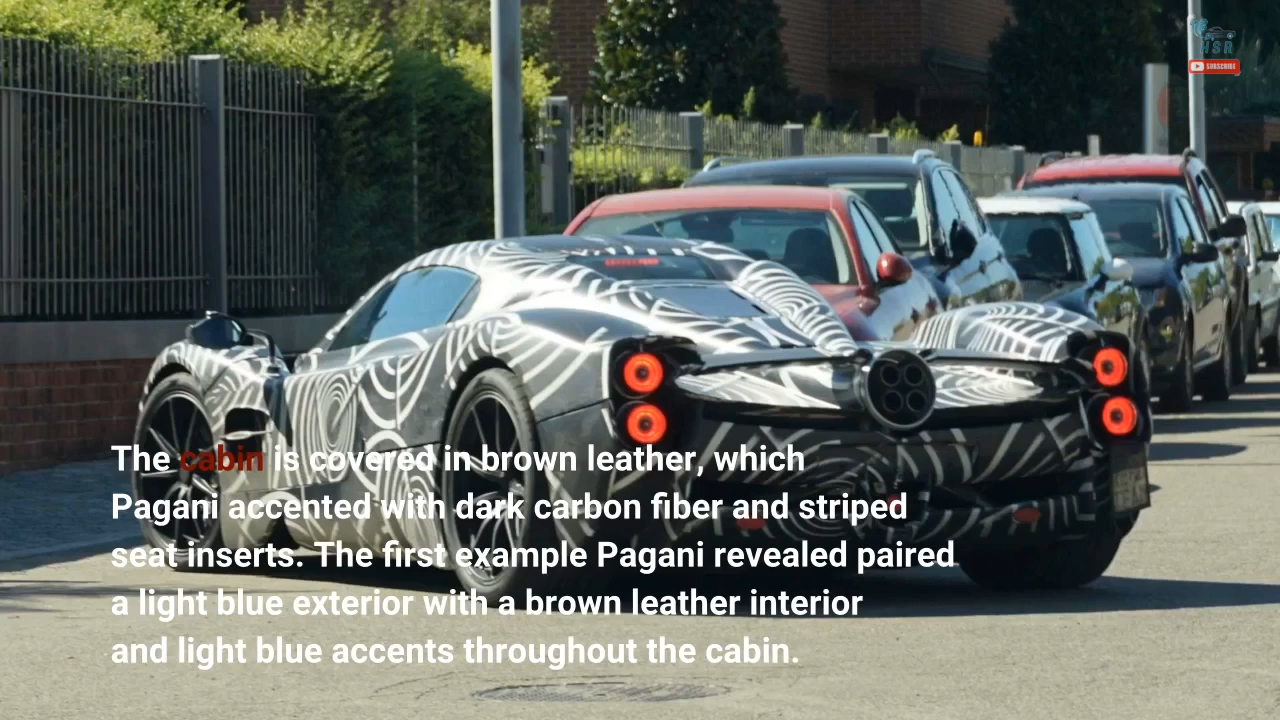 HSR
SUBSCRIBE
The cabin is covered in brown leather, which
Pagani accented with dark carbon fiber and striped
seat inserts. The first example Pagani revealed paired
a light blue exterior with a brown leather interior
and light blue accents throughout the cabin.